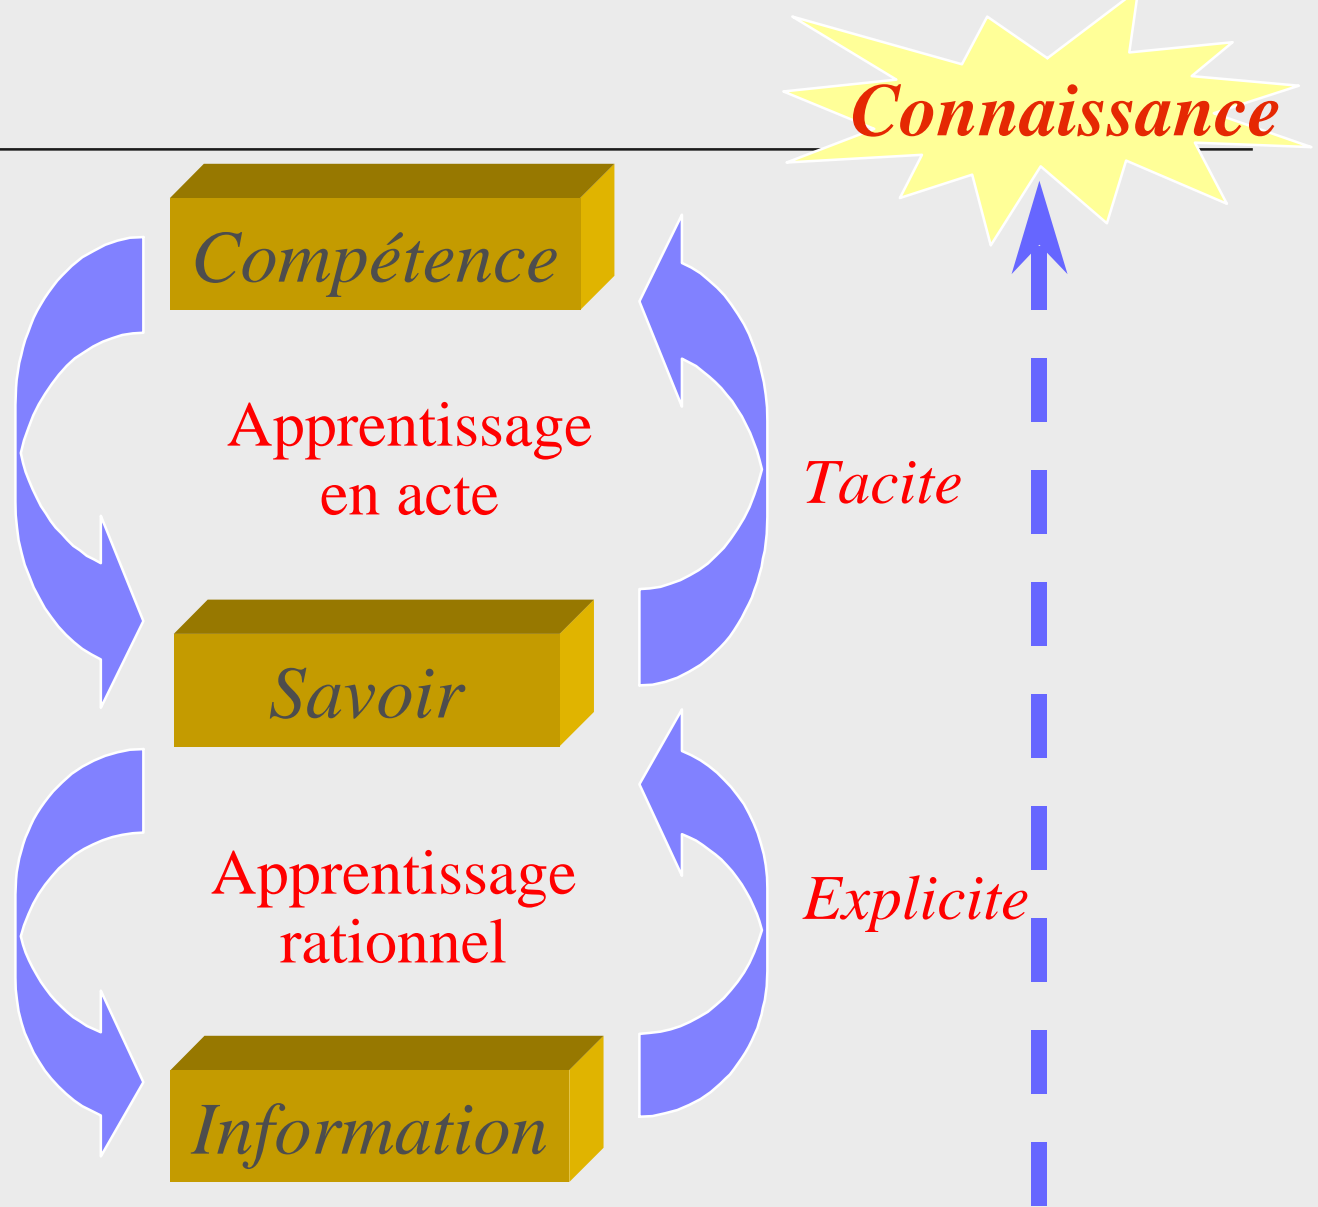 Connaissance
Compétence
Apprentissage
en acte
Tacite
Savoir
Apprentissage
rationnel
Explicite
Information